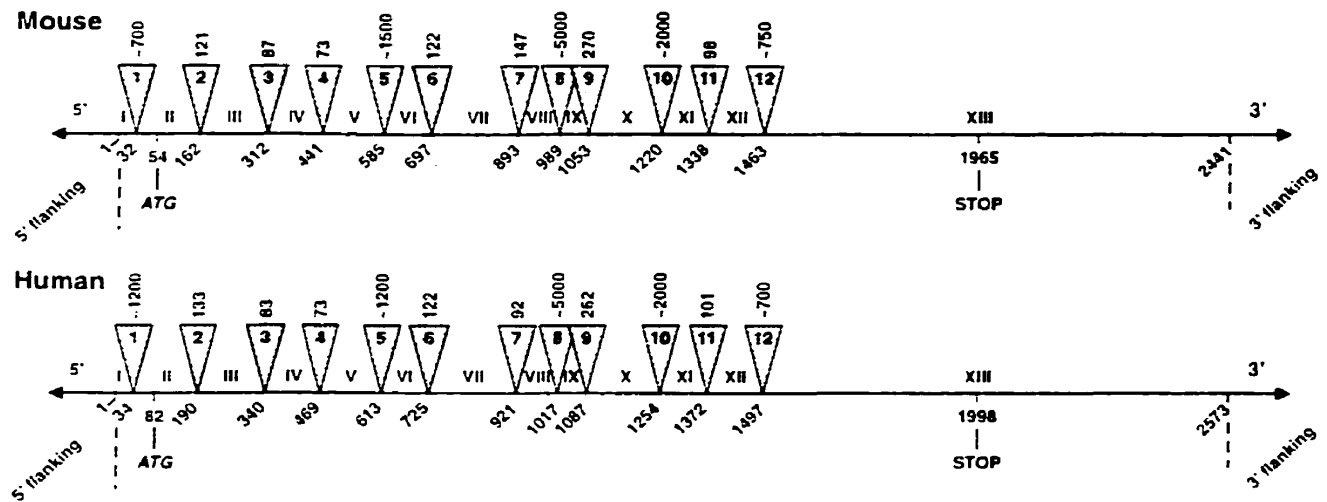 Mouse
~700 121 87 73 ~1500 122 147 ~5000 270 ~2000 98 ~750
1 2 3 4 5 6 7 8 9 10 11 12
5' I II III IV V VI VII VIII IX X XI XII XIII 3'
1 32 54 162 312 441 585 697 893 989 1053 1220 1338 1463 1965 2441
5' flanking ATG STOP 3' flanking
Human
~1200 133 83 73 ~1200 122 92 ~5000 262 ~2000 101 ~700
1 2 3 4 5 6 7 8 9 10 11 12
5' I II III IV V VI VII VIII IX X XI XII XIII 3'
1 82 190 340 469 613 725 921 1017 1087 1254 1372 1497 1998 2573
5' flanking ATG STOP 3' flanking